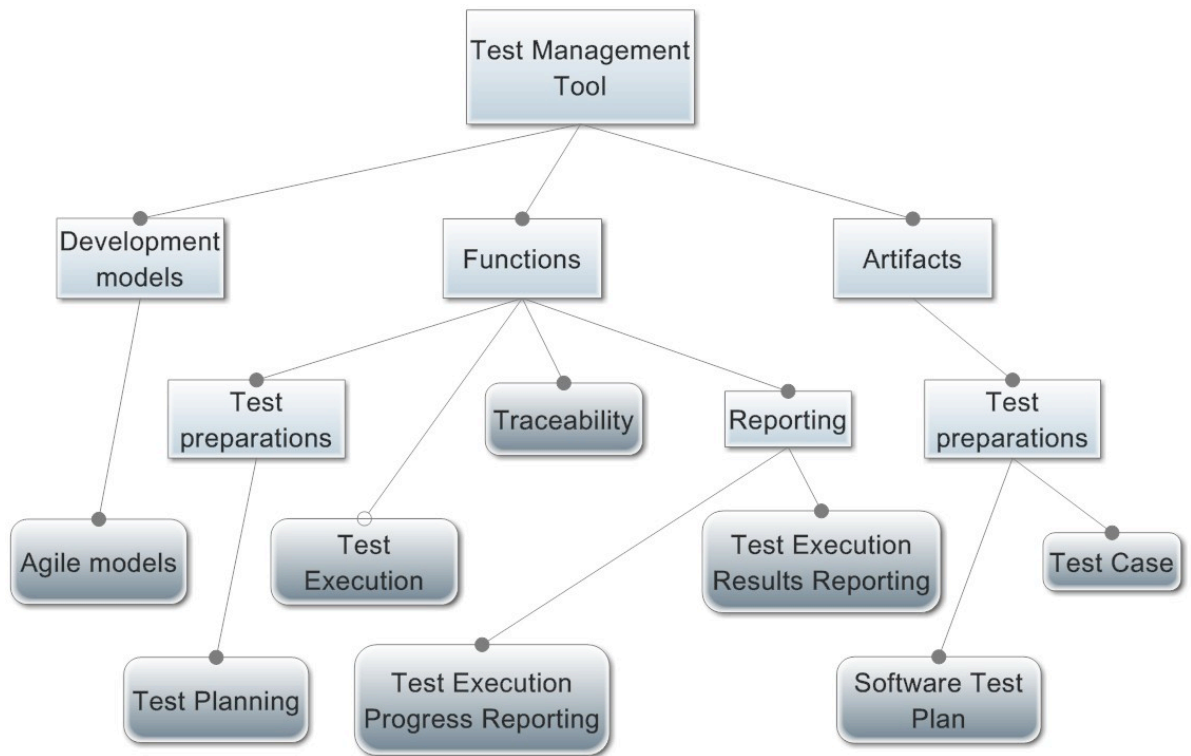 Test Management
Tool
Development
models
Functions
Artifacts
Test
preparations
Traceability
Reporting
Test
preparations
Agile models
Test
Execution
Test Execution
Results Reporting
Test Case
Test Planning
Test Execution
Progress Reporting
Software Test
Plan